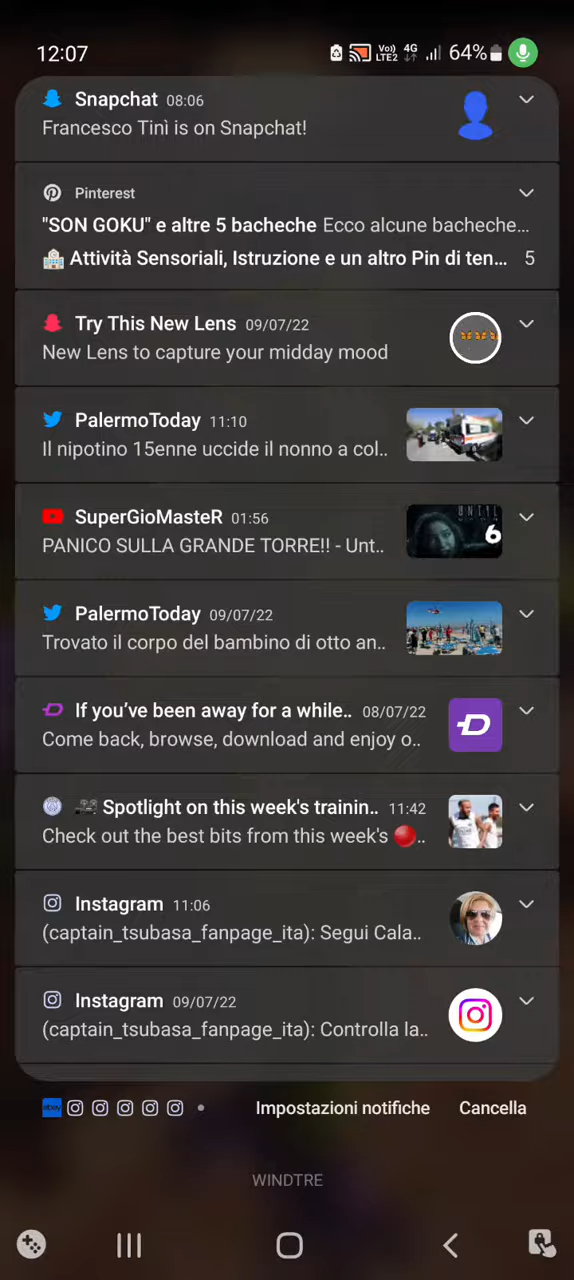 12:07
Vo))
LTE2
4G
64%
Snapchat 08:06
Francesco Tinì is on Snapchat!
Pinterest
"SON GOKU" e altre 5 bacheche Ecco alcune bacheche...
Attività Sensoriali, Istruzione e un altro Pin di ten... 5
Try This New Lens 09/07/22
New Lens to capture your midday mood
PalermoToday 11:10
Il nipotino 15enne uccide il nonno a col..
SuperGioMasteR 01:56
UNTIL
6
PANICO SULLA GRANDE TORRE!! - Unt..
PalermoToday 09/07/22
Trovato il corpo del bambino di otto an..
If you’ve been away for a while.. 08/07/22
Come back, browse, download and enjoy o..
Spotlight on this week's trainin.. 11:42
Check out the best bits from this week's ..
Instagram 11:06
(captain_tsubasa_fanpage_ita): Segui Cala..
Instagram 09/07/22
(captain_tsubasa_fanpage_ita): Controlla la..
ebay
Impostazioni notifiche Cancella
WINDTRE